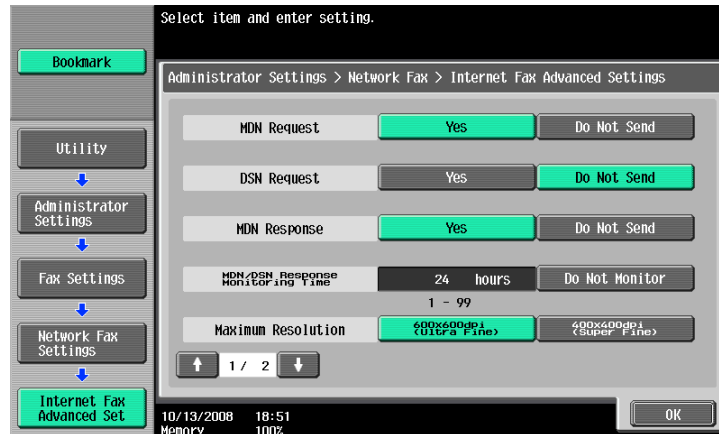 Select item and enter setting.
Bookmark
Administrator Settings > Network Fax > Internet Fax Advanced Settings
MDN Request Yes Do Not Send
Utility
DSN Request Yes Do Not Send
Administrator
Settings
MDN Response Yes Do Not Send
Fax Settings
MDN/DSN Response
Monitoring Time
24 hours Do Not Monitor
1 - 99
Network Fax
Settings
Maximum Resolution
600x600dpi
(Ultra Fine)
400x400dpi
(Super Fine)
1/ 2
Internet Fax
Advanced Set
10/13/2008 18:51
Memory 100%
OK